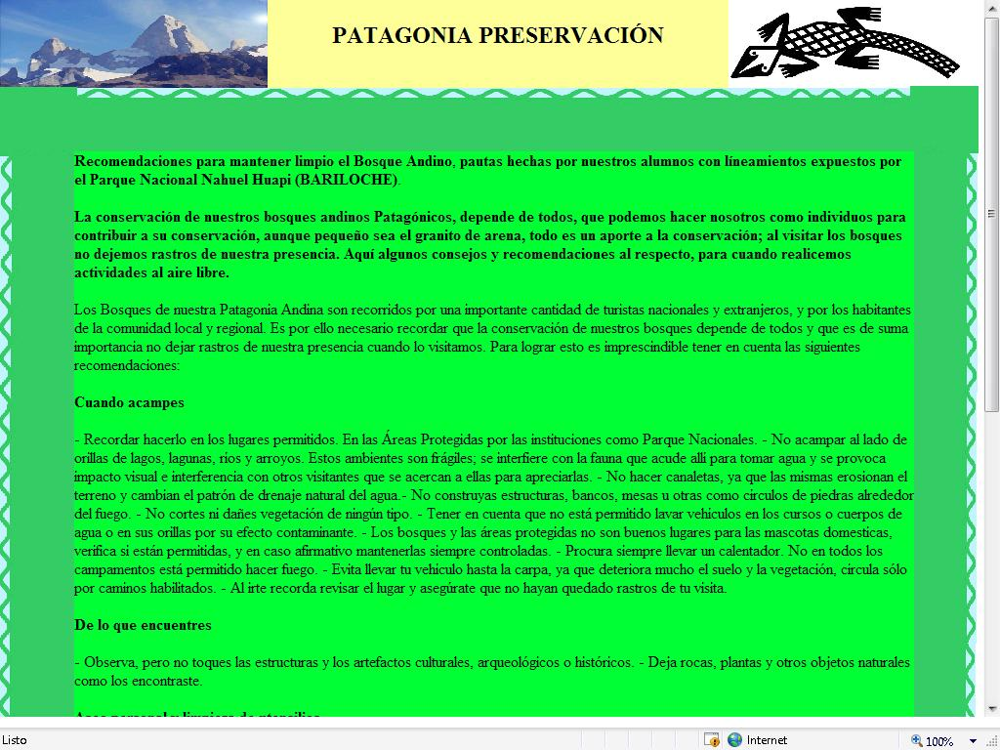 PATAGONIA PRESERVACIÓN
Recomendaciones para mantener limpio el Bosque Andino, pautas hechas por nuestros alumnos con líneamientos expuestos por
el Parque Nacional Nahuel Huapi (BARILOCHE).
La conservación de nuestros bosques andinos Patagónicos, depende de todos, que podemos hacer nosotros como individuos para
contribuir a su conservación, aunque pequeño sea el granito de arena, todo es un aporte a la conservación; al visitar los bosques
no dejemos rastros de nuestra presencia. Aquí algunos consejos y recomendaciones al respecto, para cuando realicemos
actividades al aire libre.
Los Bosques de nuestra Patagonia Andina son recorridos por una importante cantidad de turistas nacionales y extranjeros, y por los habitantes
de la comunidad local y regional. Es por ello necesario recordar que la conservación de nuestros bosques depende de todos y que es de suma
importancia no dejar rastros de nuestra presencia cuando lo visitamos. Para lograr esto es imprescindible tener en cuenta las siguientes
recomendaciones:
Cuando acampes
- Recordar hacerlo en los lugares permitidos. En las Áreas Protegidas por las instituciones como Parque Nacionales. - No acampar al lado de
orillas de lagos, lagunas, ríos y arroyos. Estos ambientes son frágiles; se interfiere con la fauna que acude allí para tomar agua y se provoca
impacto visual e interferencia con otros visitantes que se acercan a ellas para apreciarlas. - No hacer canaletas, ya que las mismas erosionan el
terreno y cambian el patrón de drenaje natural del agua.- No construyas estructuras, bancos, mesas u otras como círculos de piedras alrededor
del fuego. - No cortes ni dañes vegetación de ningún tipo. - Tener en cuenta que no está permitido lavar vehículos en los cursos o cuerpos de
agua o en sus orillas por su efecto contaminante. - Los bosques y las áreas protegidas no son buenos lugares para las mascotas domesticas,
verifica si están permitidas, y en caso afirmativo mantenerlas siempre controladas. - Procura siempre llevar un calentador. No en todos los
campamentos está permitido hacer fuego. - Evita llevar tu vehículo hasta la carpa, ya que deteriora mucho el suelo y la vegetación, circula sólo
por caminos habilitados. - Al irte recorda revisar el lugar y asegúrate que no hayan quedado rastros de tu visita.
De lo que encuentres
- Observa, pero no toques las estructuras y los artefactos culturales, arqueológicos o históricos. - Deja rocas, plantas y otros objetos naturales
como los encontraste.
Aseo personal y limpieza de utensilios
Listo
Internet
100%